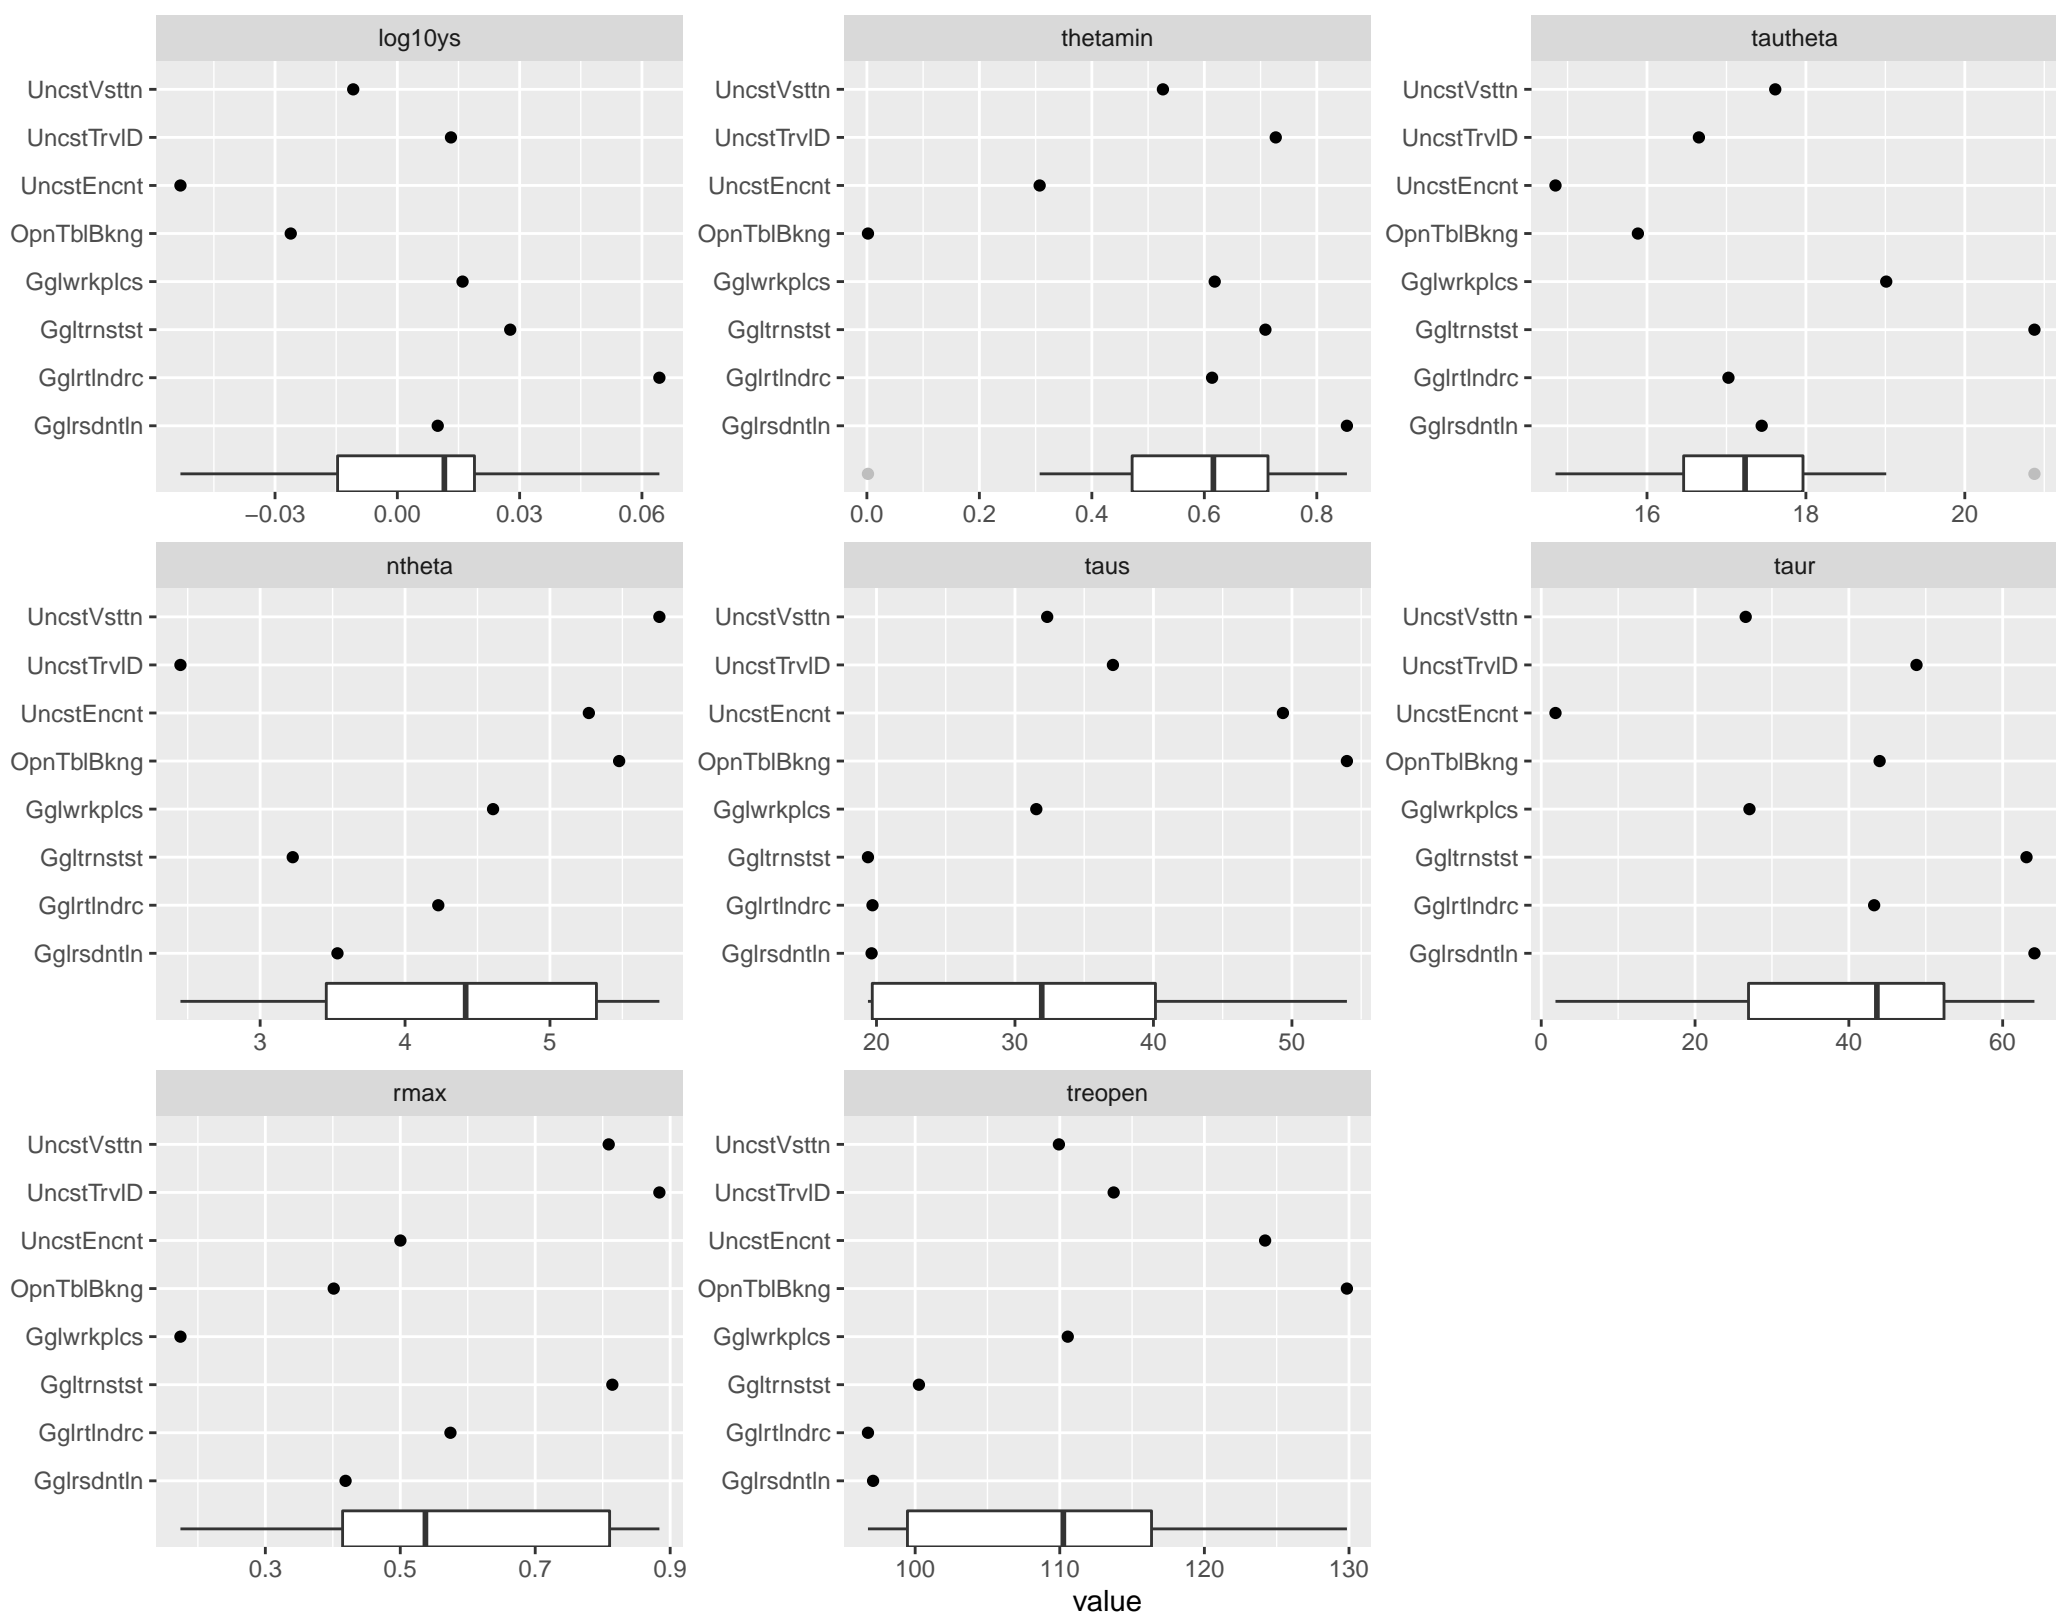 log10ys
thetamin
tautheta
UncstVsttn
UncstTrvlD
UncstEncnt
OpnTblBkng
Gglwrkplcs
Ggltrnstst
Gglrtlndrc
Gglrsdntln
−0.03 0.00 0.03 0.06
UncstVsttn
UncstTrvlD
UncstEncnt
OpnTblBkng
Gglwrkplcs
Ggltrnstst
Gglrtlndrc
Gglrsdntln
0.0 0.2 0.4 0.6 0.8
UncstVsttn
UncstTrvlD
UncstEncnt
OpnTblBkng
Gglwrkplcs
Ggltrnstst
Gglrtlndrc
Gglrsdntln
16 18 20
ntheta
taus
taur
UncstVsttn
UncstTrvlD
UncstEncnt
OpnTblBkng
Gglwrkplcs
Ggltrnstst
Gglrtlndrc
Gglrsdntln
3 4 5
UncstVsttn
UncstTrvlD
UncstEncnt
OpnTblBkng
Gglwrkplcs
Ggltrnstst
Gglrtlndrc
Gglrsdntln
20 30 40 50
UncstVsttn
UncstTrvlD
UncstEncnt
OpnTblBkng
Gglwrkplcs
Ggltrnstst
Gglrtlndrc
Gglrsdntln
0 20 40 60
rmax
treopen
UncstVsttn
UncstTrvlD
UncstEncnt
OpnTblBkng
Gglwrkplcs
Ggltrnstst
Gglrtlndrc
Gglrsdntln
0.3 0.5 0.7 0.9
UncstVsttn
UncstTrvlD
UncstEncnt
OpnTblBkng
Gglwrkplcs
Ggltrnstst
Gglrtlndrc
Gglrsdntln
100 110 120 130
value